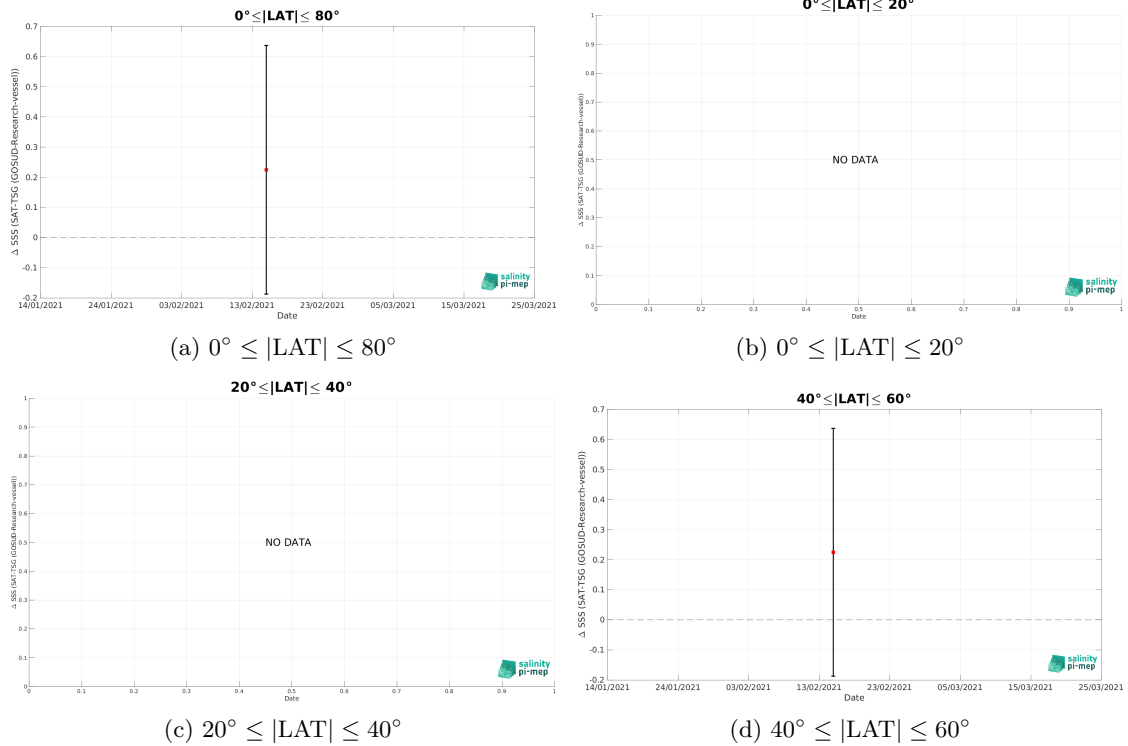 0°≤|LAT|≤ 80°
Δ SSS (SAT-TSG (GOSUD-Research-vessel))
0.7
0.6
0.5
0.4
0.3
0.2
0.1
0
-0.1
-0.2
14/01/2021 24/01/2021 03/02/2021 13/02/2021 23/02/2021 05/03/2021 15/03/2021 25/03/2021
Date
salinity
pi-mep
(a) 0° ≤ |LAT| ≤ 80°
0°≤|LAT|≤ 20°
Δ SSS (SAT-TSG (GOSUD-Research-vessel))
1
0.9
0.8
0.7
0.6
0.5
0.4
0.3
0.2
0.1
0
NO DATA
0 0.1 0.2 0.3 0.4 0.5 0.6 0.7 0.8 0.9 1
Date
salinity
pi-mep
(b) 0° ≤ |LAT| ≤ 20°
20°≤|LAT|≤ 40°
Δ SSS (SAT-TSG (GOSUD-Research-vessel))
1
0.9
0.8
0.7
0.6
0.5
0.4
0.3
0.2
0.1
0
NO DATA
0 0.1 0.2 0.3 0.4 0.5 0.6 0.7 0.8 0.9 1
Date
salinity
pi-mep
(c) 20° ≤ |LAT| ≤ 40°
40°≤|LAT|≤ 60°
Δ SSS (SAT-TSG (GOSUD-Research-vessel))
0.7
0.6
0.5
0.4
0.3
0.2
0.1
0
-0.1
-0.2
14/01/2021 24/01/2021 03/02/2021 13/02/2021 23/02/2021 05/03/2021 15/03/2021 25/03/2021
Date
salinity
pi-mep
(d) 40° ≤ |LAT| ≤ 60°